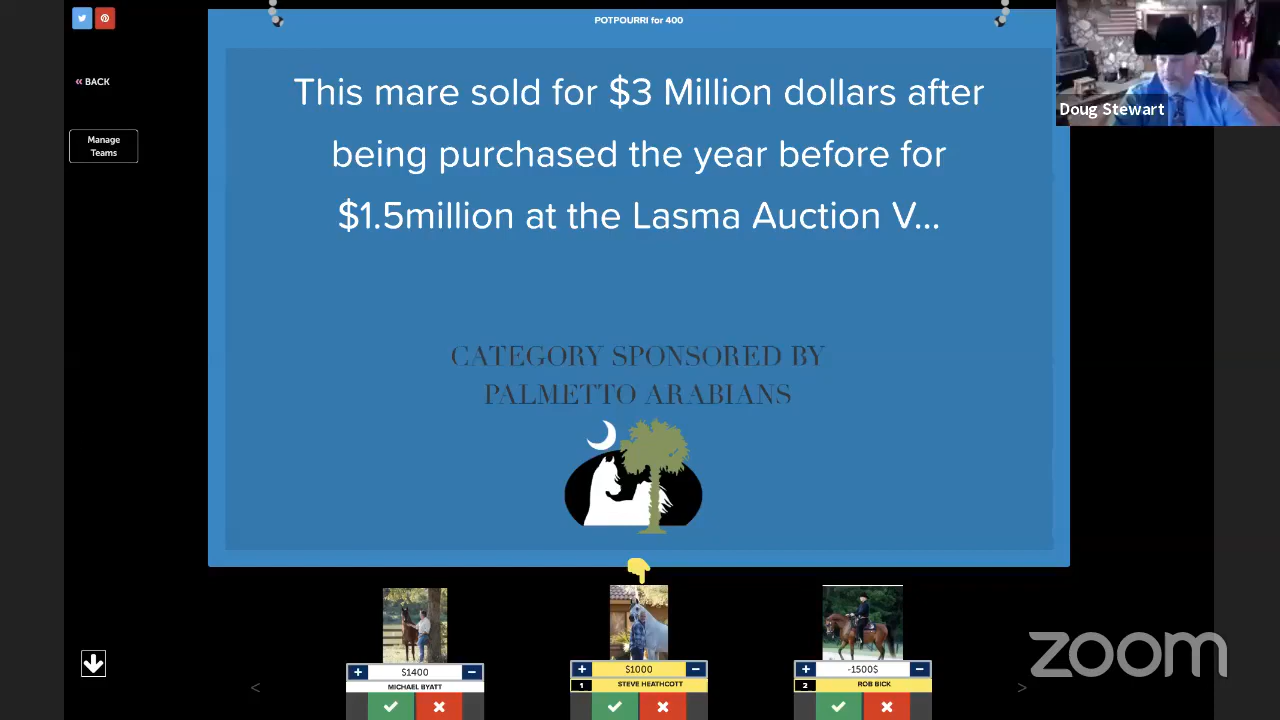 POTPOURRI for 400
« BACK
Manage
Teams
This mare sold for $3 Million dollars after
being purchased the year before for
$1.5million at the Lasma Auction V...
Doug Stewart
CATEGORY SPONSORED BY
PALMETTO ARABIANS
+ $1400 −
MICHAEL BYATT
+ $1000 −
1 STEVE HEATHCOTT
+ -1500$ −
2 ROB BICK
< >
zoom